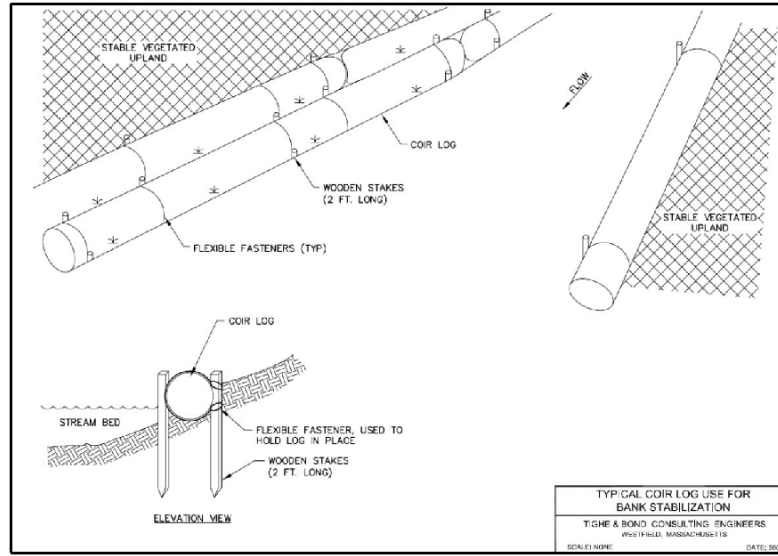 STABLE VEGETATED
UPLAND
FLOW
COIR LOG
WOODEN STAKES
(2 FT. LONG)
FLEXIBLE FASTENERS (TYP)
STABLE VEGETATED
UPLAND
COIR LOG
STREAM BED
FLEXIBLE FASTENER, USED TO
HOLD LOG IN PLACE
WOODEN STAKES
(2 FT. LONG)
ELEVATION VIEW
TYPICAL COIR LOG USE FOR
BANK STABILIZATION
TIGHE & BOND CONSULTING ENGINEERS
WESTFIELD, MASSACHUSETTS
SCALE: NONE
DATE: